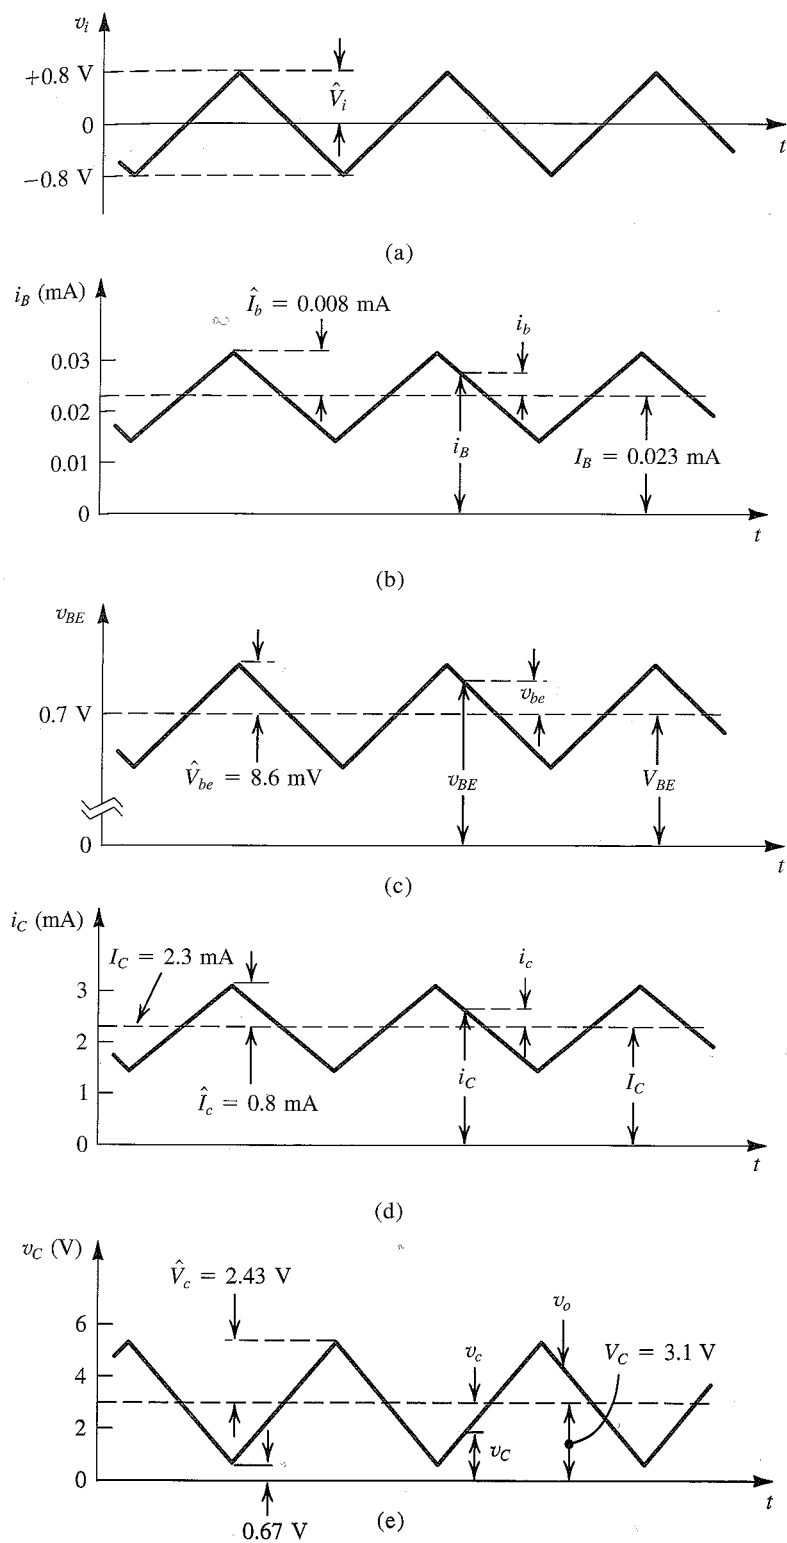 v_i
+0.8 V
V̂_i
0
t
−0.8 V
(a)
i_B (mA)
Î_b = 0.008 mA
i_b
0.03
0.02
i_B
I_B = 0.023 mA
0.01
0
t
(b)
v_BE
v_be
0.7 V
V̂_be = 8.6 mV
v_BE
V_BE
0
t
(c)
i_C (mA)
I_C = 2.3 mA
i_c
3
2
i_C
I_C
1
Î_c = 0.8 mA
0
t
(d)
v_C (V)
V̂_c = 2.43 V
v_o
6
v_c
V_C = 3.1 V
4
2
v_C
0
t
0.67 V
(e)